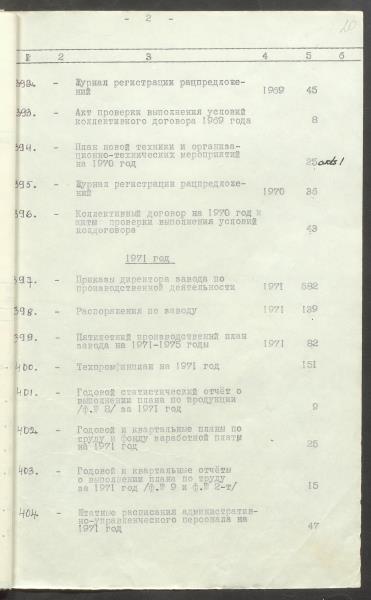 - 2 -
20
№ 2 3 4 5 6
392. - Журнал регистрации рацпредложе-
ний 1969 45
393. - Акт проверки выполнения условий
коллективного договора 1969 года 8
394. - План новой техники и организа-
ционно-технических мероприятий
на 1970 год 25
395. - Журнал регистрации рацпредложе-
ний 1970 36
396. - Коллективный договор на 1970 год и
акты проверки выполнения условий
колдоговора 43
1971 год
397. - Приказы директора завода по
производственной деятельности 1971 582
398. - Распоряжения по заводу 1971 139
399. - Пятилетний производственный план
завода на 1971-1975 годы 1971 82
400. - Техпромфинплан на 1971 год 151
401. - Годовой статистический отчёт о
выполнении плана по продукции
/ф.№ 8/ за 1971 год 9
402. - Годовой и квартальные планы по
труду и фонду заработной платы
на 1971 год 25
403. - Годовой и квартальные отчёты
о выполнении плана по труду
за 1971 год /ф.№ 9 и ф.№ 2-т/ 15
404. - Штатные расписания административ-
но-управленческого персонала на
1971 год 47